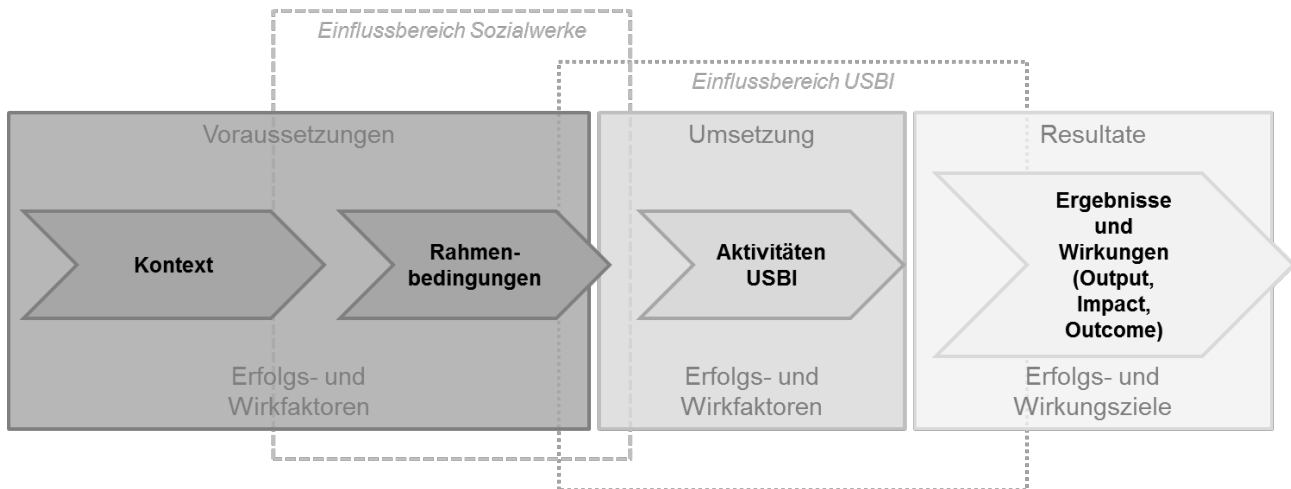 Einflussbereich Sozialwerke
Einflussbereich USBI
Voraussetzungen
Kontext
Rahmen-
bedingungen
Erfolgs- und
Wirkfaktoren
Umsetzung
Aktivitäten
USBI
Erfolgs- und
Wirkfaktoren
Resultate
Ergebnisse
und
Wirkungen
(Output,
Impact,
Outcome)
Erfolgs- und
Wirkungsziele